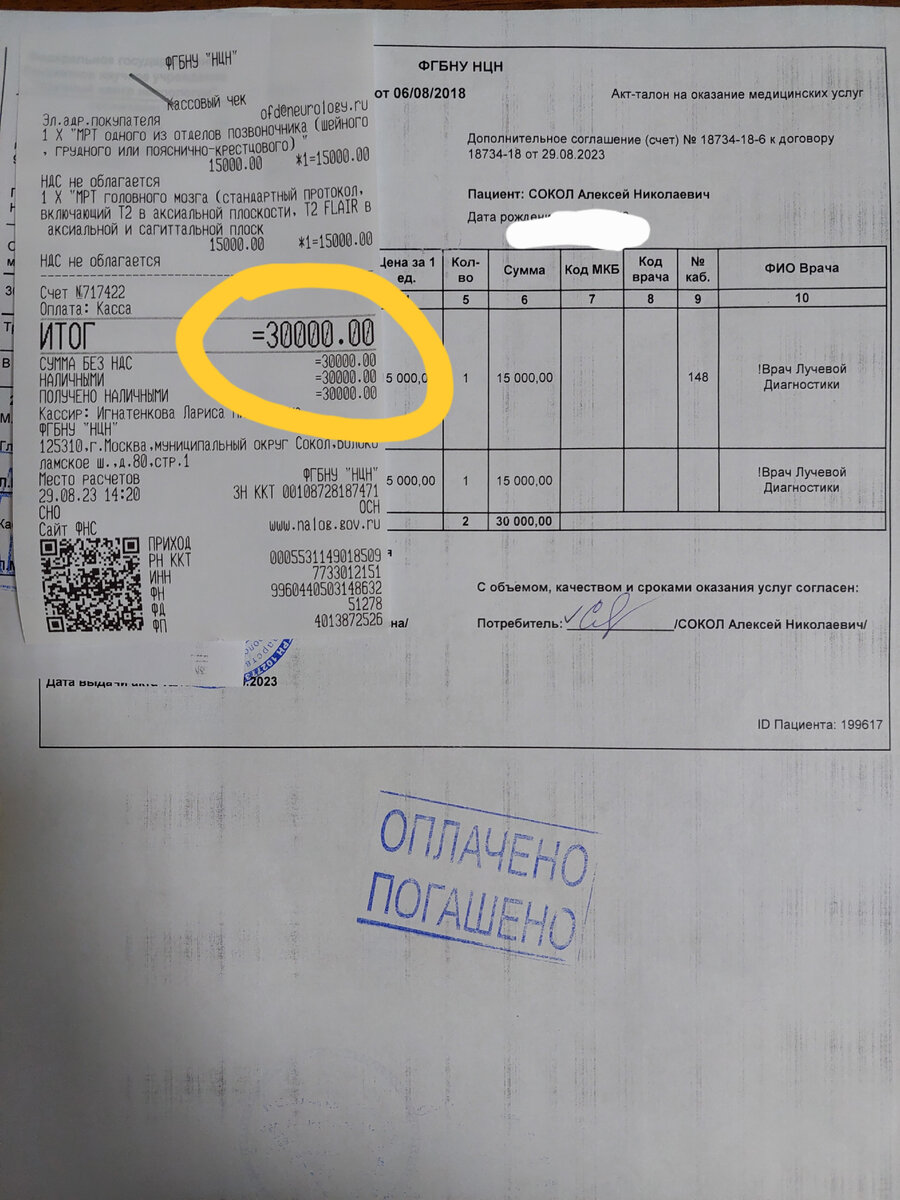 ФГБНУ "НЦН"
Кассовый чек
Эл.адр.покупателя ofd@neurology.ru
1 X "МРТ одного из отделов позвоночника (шейного
, грудного или пояснично-крестцового)"
15000.00 *1=15000.00
НДС не облагается
1 X "МРТ головного мозга (стандартный протокол,
включающий Т2 в аксиальной плоскости, Т2 FLAIR в
аксиальной и сагиттальной плоск
15000.00 *1=15000.00
НДС не облагается
Счет №717422
Оплата: Касса
ИТОГ =30000.00
СУММА БЕЗ НДС =30000.00
НАЛИЧНЫМИ =30000.00
ПОЛУЧЕНО НАЛИЧНЫМИ =30000.00
Кассир: Игнатенкова Лариса
ФГБНУ "НЦН"
125310,г.Москва,муниципальный округ Сокол,Волоко
ламское ш.,д.80,стр.1
Место расчетов ФГБНУ "НЦН"
29.08.23 14:20 ЗН ККТ 00108728187471
СНО ОСН
Сайт ФНС www.nalog.gov.ru
ПРИХОД
РН ККТ 0005531149018509
ИНН 7733012151
ФН 9960440503148632
ФД 51278
ФП 4013872526
ФГБНУ НЦН
от 06/08/2018 Акт-талон на оказание медицинских услуг
Дополнительное соглашение (счет) № 18734-18-6 к договору
18734-18 от 29.08.2023
Пациент: СОКОЛ Алексей Николаевич
Дата рождени
Цена за 1 ед. Кол-во Сумма Код МКБ Код врача № каб. ФИО Врача
5 6 7 8 9 10
15 000,00 1 15 000,00 148 !Врач Лучевой Диагностики
5 000,00 1 15 000,00 !Врач Лучевой Диагностики
2 30 000,00
С объемом, качеством и сроками оказания услуг согласен:
на/ Потребитель: /СОКОЛ Алексей Николаевич/
Дата выдачи акта .2023
ID Пациента: 199617
ОПЛАЧЕНО
ПОГАШЕНО